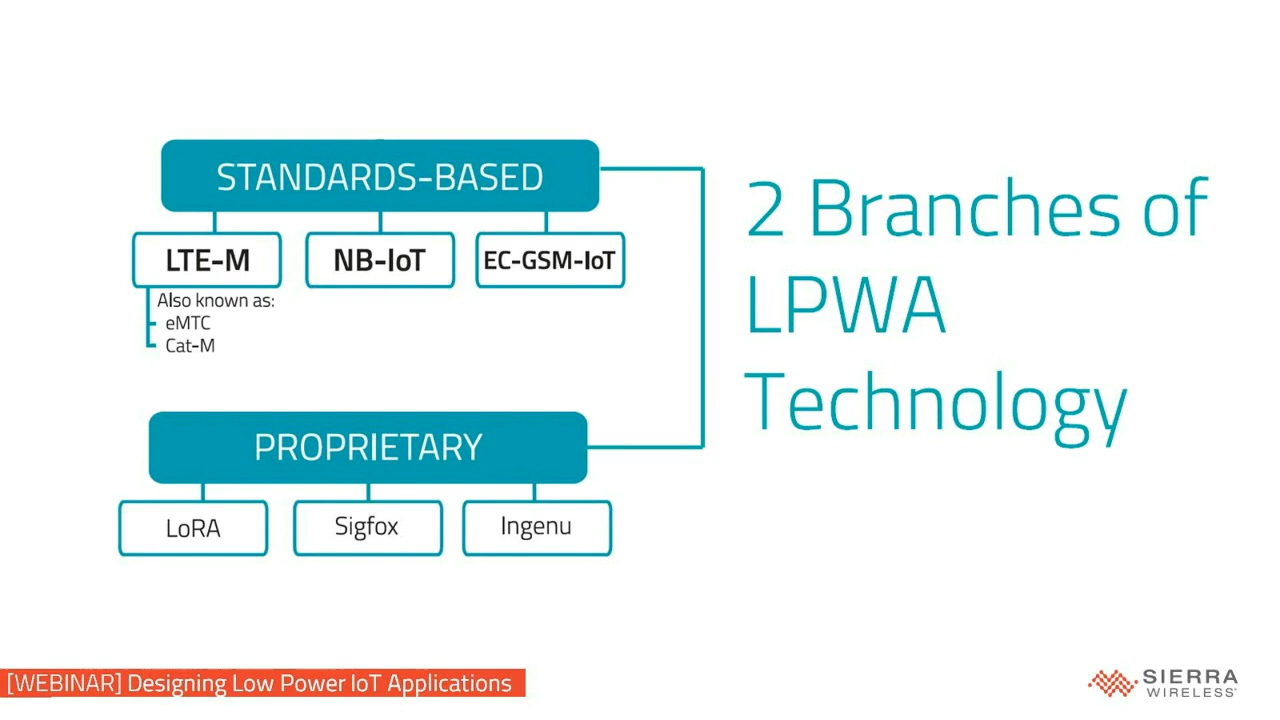 STANDARDS-BASED
LTE-M
NB-IoT
EC-GSM-IoT
Also known as:
eMTC
Cat-M
PROPRIETARY
LoRA
Sigfox
Ingenu
2 Branches of
LPWA
Technology
[WEBINAR] Designing Low Power IoT Applications
SIERRA
WIRELESS